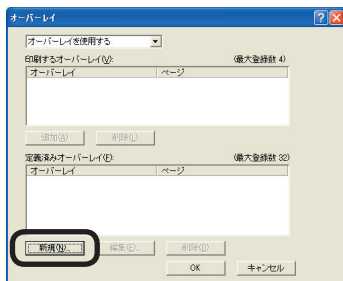 オーバーレイ
オーバーレイを使用する
印刷するオーバーレイ(V): (最大登録数 4)
オーバーレイ ページ
追加(A) 削除(L)
定義済みオーバーレイ(F): (最大登録数 32)
オーバーレイ ページ
新規(N)... 編集(E)... 削除(D)
OK キャンセル